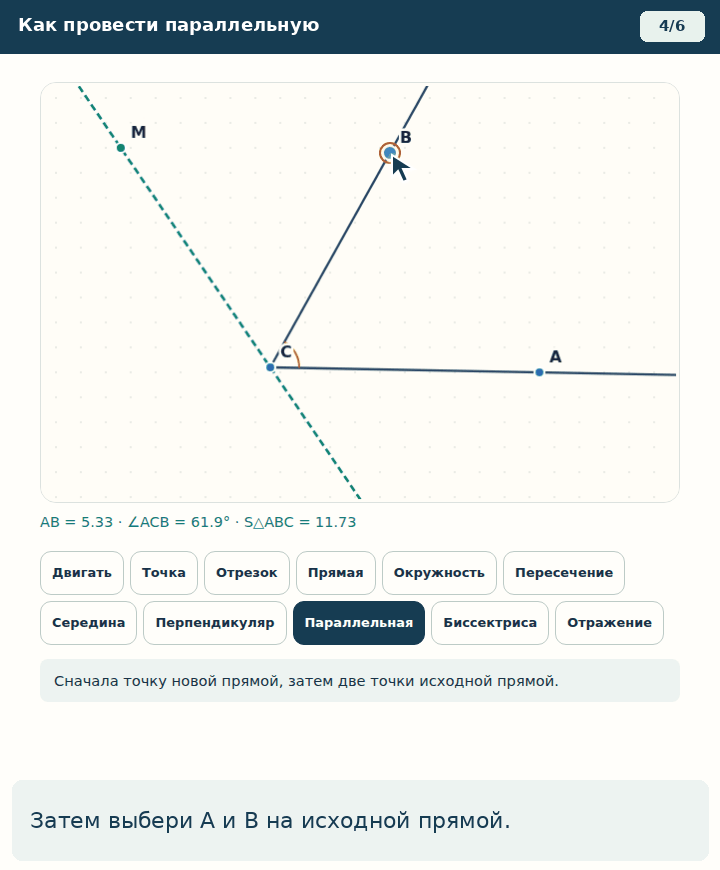 Как провести параллельную
4/6
M
B
C
A
AB = 5.33 · ∠ACB = 61.9° · S△ABC = 11.73
Двигать Точка Отрезок Прямая Окружность Пересечение
Середина Перпендикуляр Параллельная Биссектриса Отражение
Сначала точку новой прямой, затем две точки исходной прямой.
Затем выбери A и B на исходной прямой.